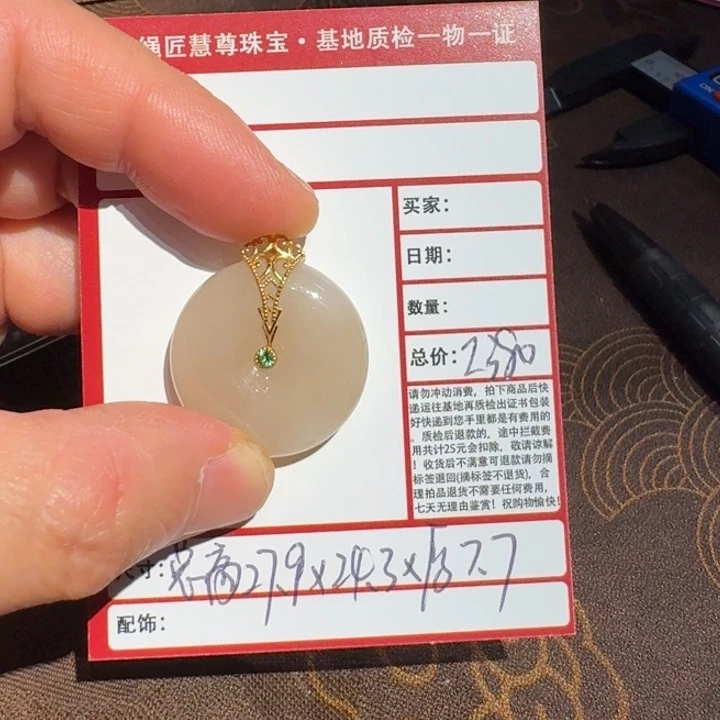 绳匠慧尊珠宝·基地质检一物一证
买家：
日期：
数量：
总价：2380
请勿冲动消费，拍下商品后快
递运往基地再质检出证书包装
好快递到您手里都是有费用的
。质检后退款的，途中拦截费
用共计25元会扣除，敬请谅解
！收货后不满意可退款请勿摘
标签退回(摘标签不退货)，合
理拍品退货不需要任何费用，
七天无理由鉴赏！祝购物愉快！
尺寸：总高27.9x24.3x厚7.7
配饰：